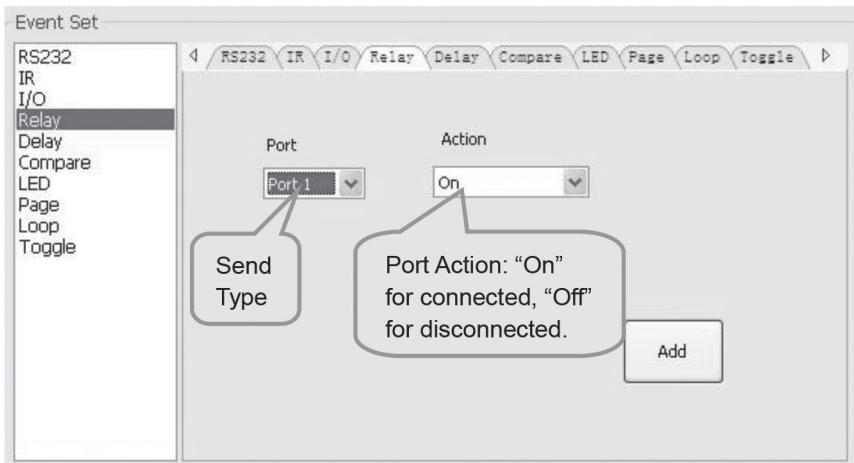 Event Set
RS232
IR
I/O
Relay
Delay
Compare
LED
Page
Loop
Toggle
RS232 IR I/O Relay Delay Compare LED Page Loop Toggle
Port Action
Port 1 On
Send
Type
Port Action: “On”
for connected, “Off”
for disconnected.
Add